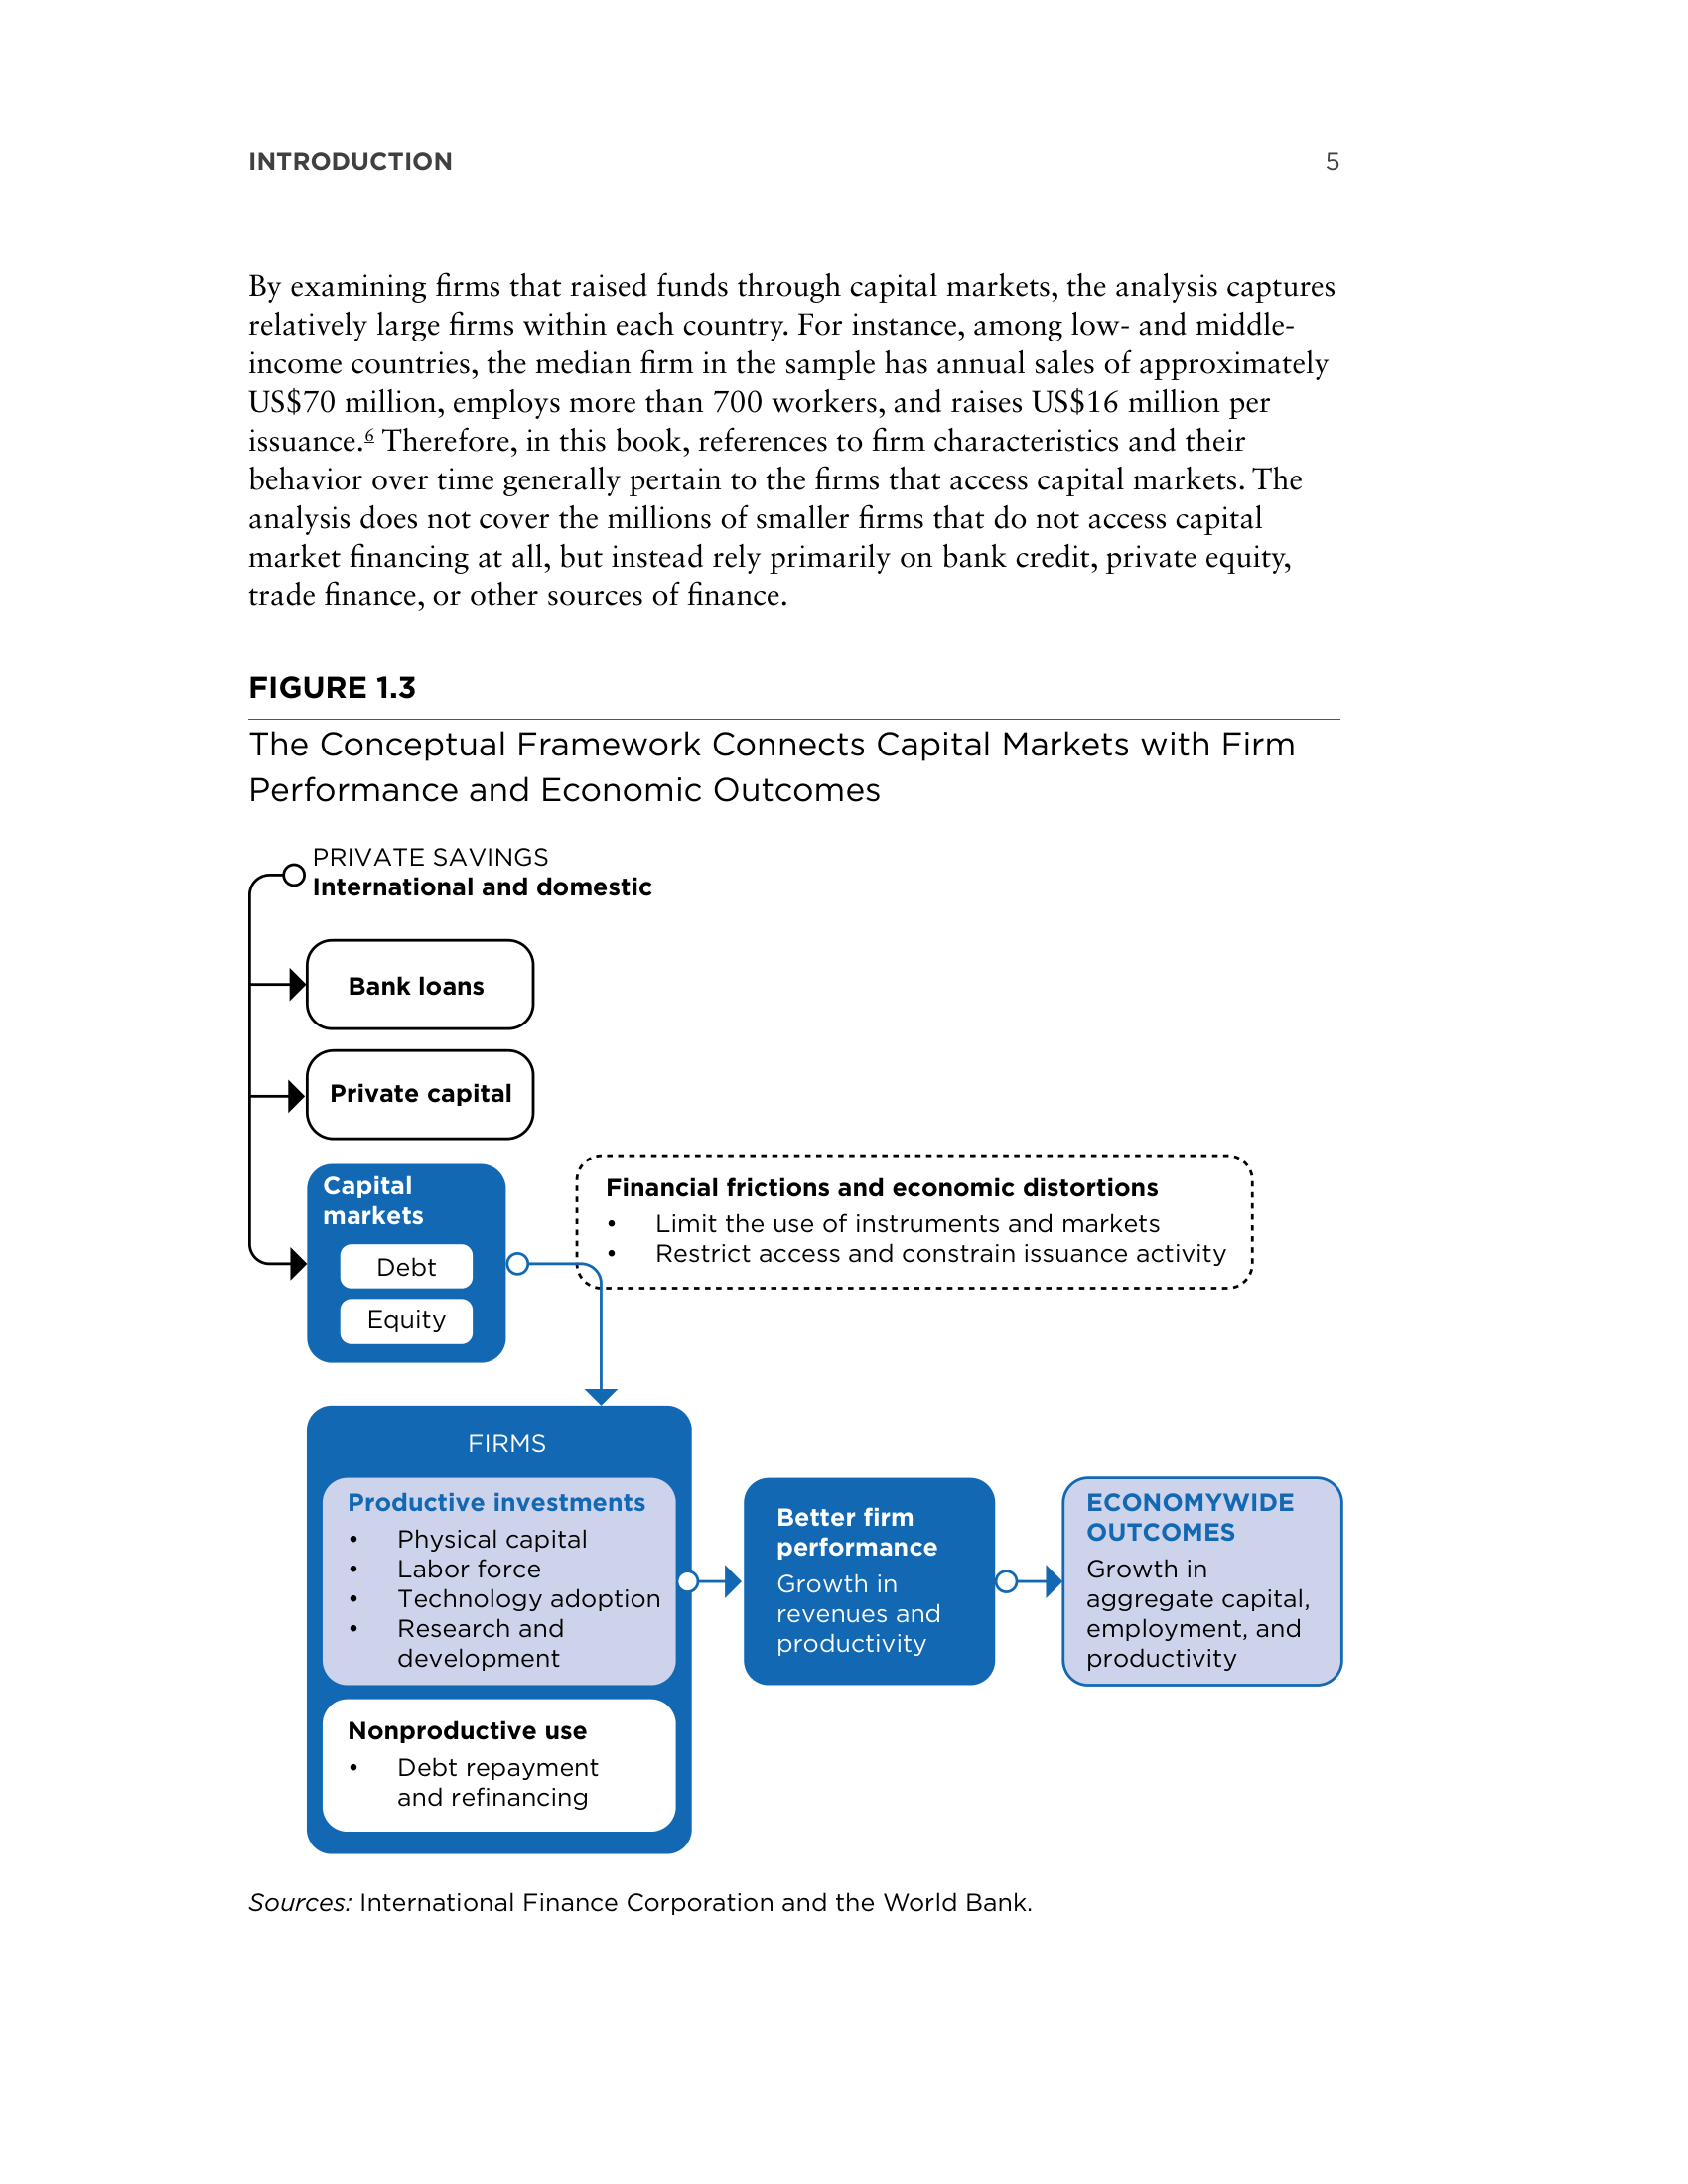 INTRODUCTION 5
By examining firms that raised funds through capital markets, the analysis captures
relatively large firms within each country. For instance, among low- and middle-
income countries, the median firm in the sample has annual sales of approximately
US$70 million, employs more than 700 workers, and raises US$16 million per
issuance.6 Therefore, in this book, references to firm characteristics and their
behavior over time generally pertain to the firms that access capital markets. The
analysis does not cover the millions of smaller firms that do not access capital
market financing at all, but instead rely primarily on bank credit, private equity,
trade finance, or other sources of finance.
FIGURE 1.3
The Conceptual Framework Connects Capital Markets with Firm
Performance and Economic Outcomes
PRIVATE SAVINGS
International and domestic
Bank loans
Private capital
Capital
markets
Debt
Equity
Financial frictions and economic distortions
• Limit the use of instruments and markets
• Restrict access and constrain issuance activity
FIRMS
Productive investments
• Physical capital
• Labor force
• Technology adoption
• Research and
development
Nonproductive use
• Debt repayment
and refinancing
Better firm
performance
Growth in
revenues and
productivity
ECONOMYWIDE
OUTCOMES
Growth in
aggregate capital,
employment, and
productivity
Sources: International Finance Corporation and the World Bank.